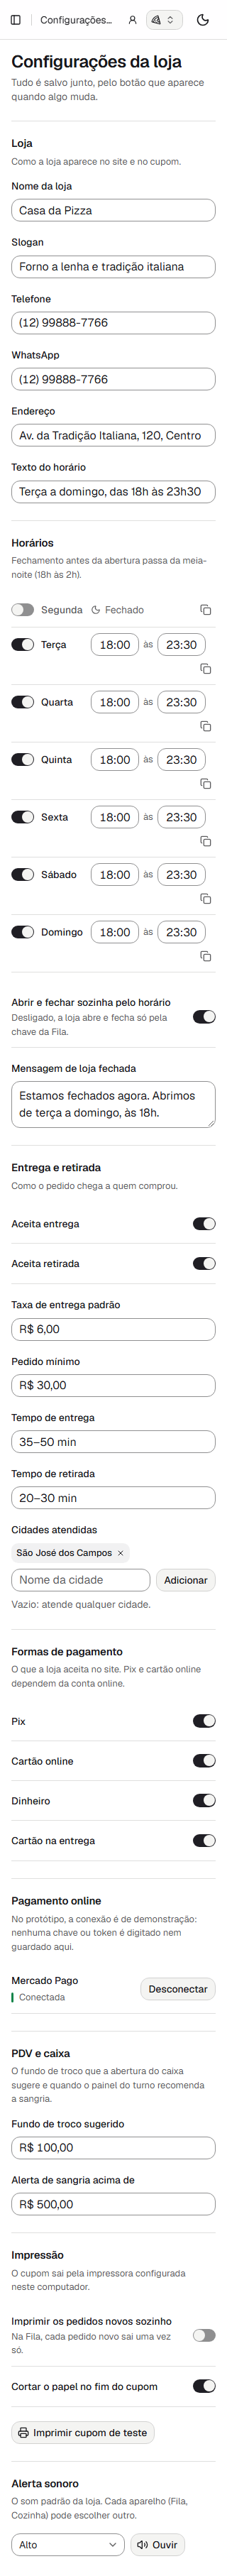 Configurações...
Configurações da loja
Tudo é salvo junto, pelo botão que aparece
quando algo muda.
Loja
Como a loja aparece no site e no cupom.
Nome da loja
Casa da Pizza
Slogan
Forno a lenha e tradição italiana
Telefone
(12) 99888-7766
WhatsApp
(12) 99888-7766
Endereço
Av. da Tradição Italiana, 120, Centro
Texto do horário
Terça a domingo, das 18h às 23h30
Horários
Fechamento antes da abertura passa da meia-
noite (18h às 2h).
Segunda Fechado
Terça 18:00 às 23:30
Quarta 18:00 às 23:30
Quinta 18:00 às 23:30
Sexta 18:00 às 23:30
Sábado 18:00 às 23:30
Domingo 18:00 às 23:30
Abrir e fechar sozinha pelo horário
Desligado, a loja abre e fecha só pela
chave da Fila.
Mensagem de loja fechada
Estamos fechados agora. Abrimos
de terça a domingo, às 18h.
Entrega e retirada
Como o pedido chega a quem comprou.
Aceita entrega
Aceita retirada
Taxa de entrega padrão
R$ 6,00
Pedido mínimo
R$ 30,00
Tempo de entrega
35–50 min
Tempo de retirada
20–30 min
Cidades atendidas
São José dos Campos ×
Nome da cidade Adicionar
Vazio: atende qualquer cidade.
Formas de pagamento
O que a loja aceita no site. Pix e cartão online
dependem da conta online.
Pix
Cartão online
Dinheiro
Cartão na entrega
Pagamento online
No protótipo, a conexão é de demonstração:
nenhuma chave ou token é digitado nem
guardado aqui.
Mercado Pago
Conectada
Desconectar
PDV e caixa
O fundo de troco que a abertura do caixa
sugere e quando o painel do turno recomenda
a sangria.
Fundo de troco sugerido
R$ 100,00
Alerta de sangria acima de
R$ 500,00
Impressão
O cupom sai pela impressora configurada
neste computador.
Imprimir os pedidos novos sozinho
Na Fila, cada pedido novo sai uma vez
só.
Cortar o papel no fim do cupom
Imprimir cupom de teste
Alerta sonoro
O som padrão da loja. Cada aparelho (Fila,
Cozinha) pode escolher outro.
Alto Ouvir